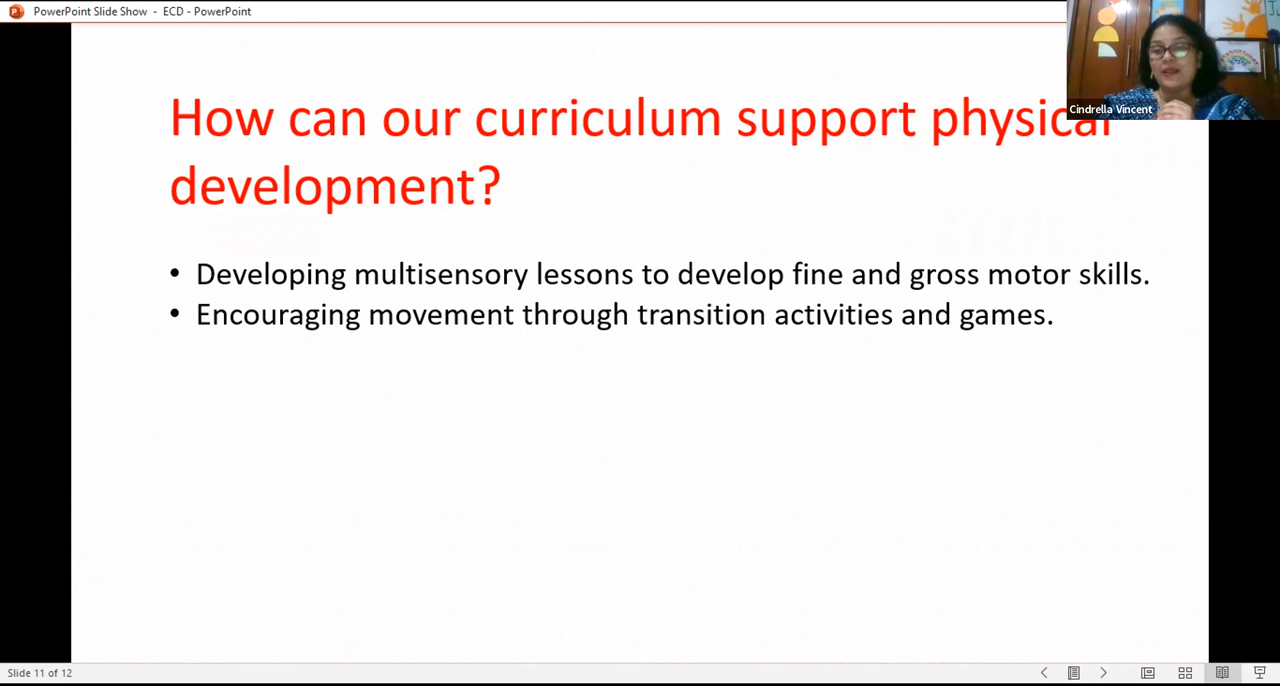 PowerPoint Slide Show - ECD - PowerPoint
Cindrella Vincent
How can our curriculum support physical
development?
• Developing multisensory lessons to develop fine and gross motor skills.
• Encouraging movement through transition activities and games.
Slide 11 of 12